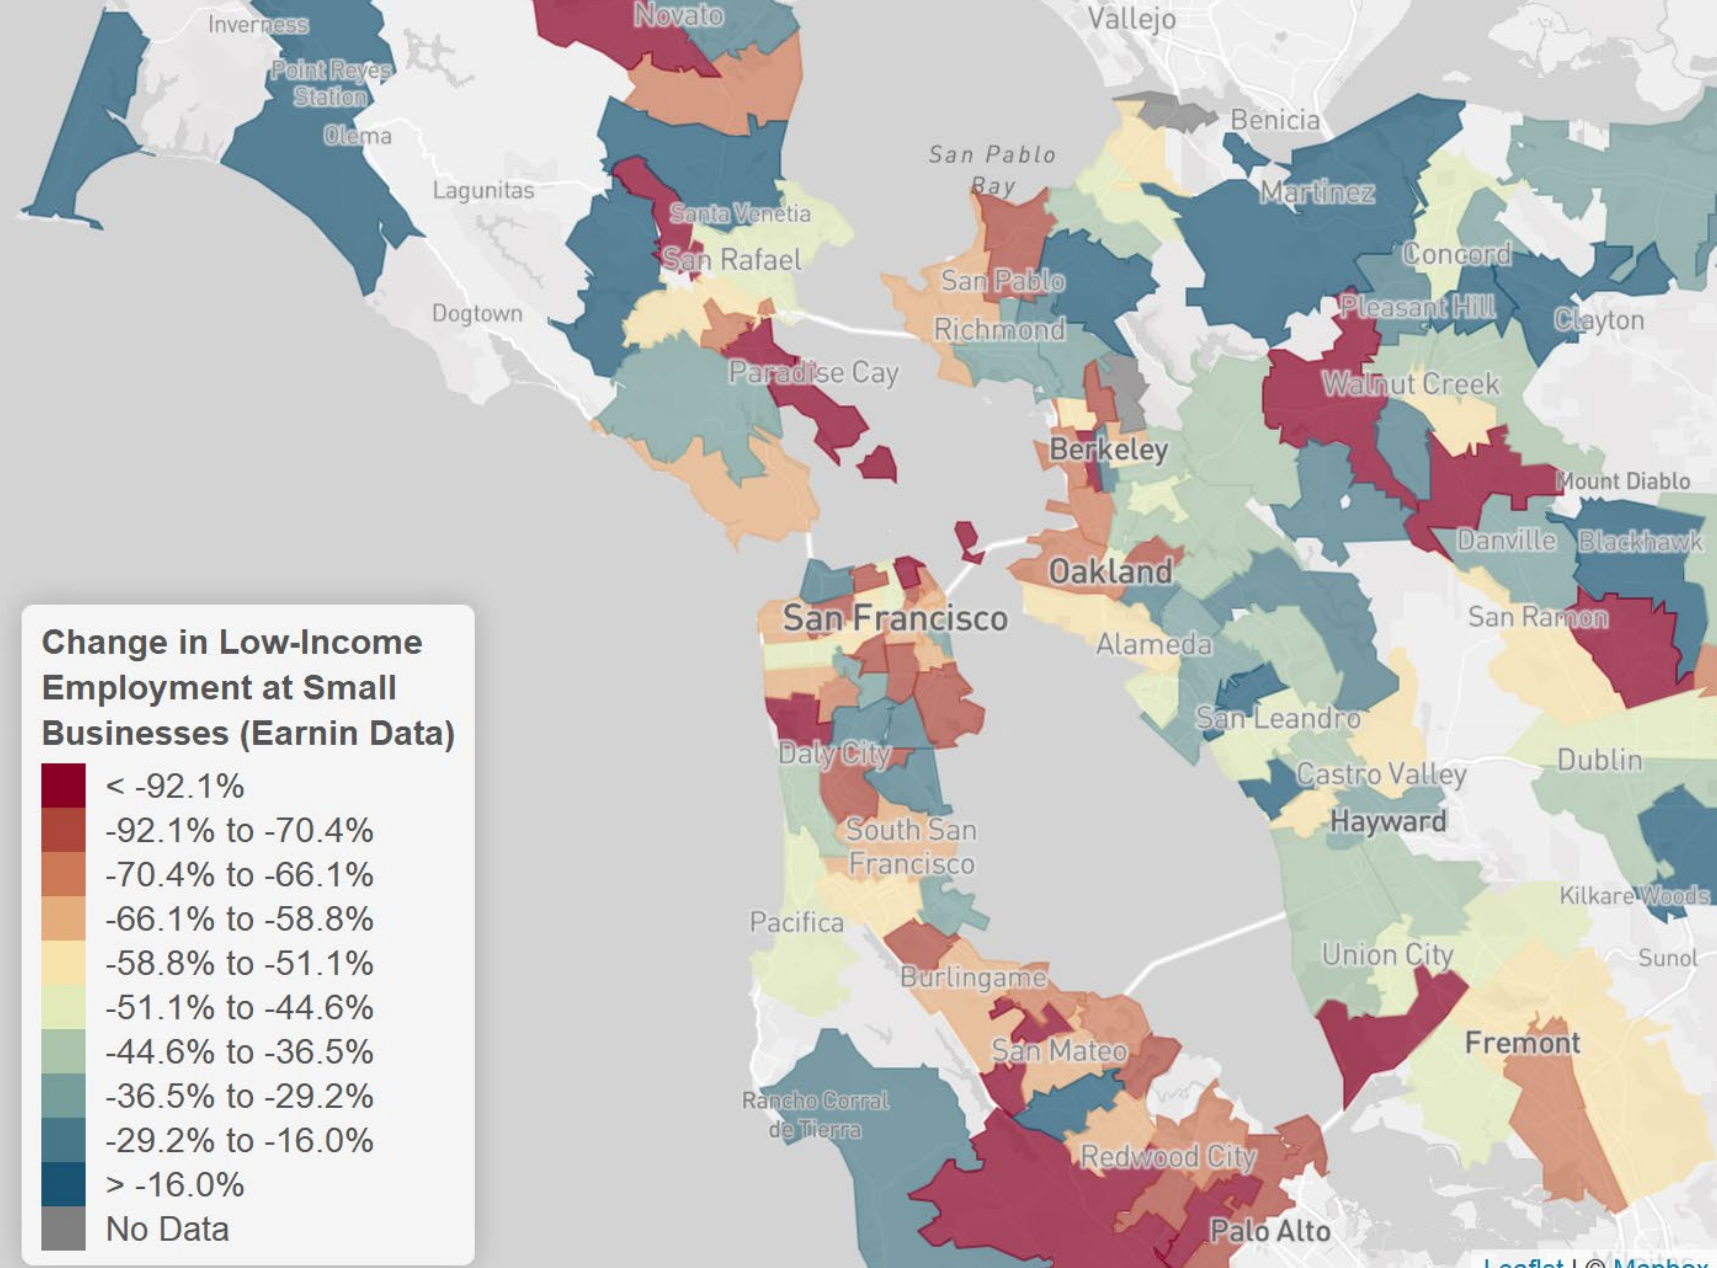 Novato
Vallejo
Inverness
Point Reyes
Station
Olema
Benicia
San Pablo
Bay
Lagunitas
Martinez
Santa Venetia
San Rafael
Concord
San Pablo
Pleasant Hill
Dogtown
Richmond
Clayton
Paradise Cay
Walnut Creek
Berkeley
Mount Diablo
Danville
Blackhawk
Oakland
San Francisco
San Ramon
Alameda
San Leandro
Daly City
Castro Valley
Dublin
Hayward
South San
Francisco
Kilkare Woods
Pacifica
Union City
Sunol
Burlingame
Fremont
San Mateo
Rancho Corral
de Tierra
Redwood City
Palo Alto
Change in Low-Income
Employment at Small
Businesses (Earnin Data)
< -92.1%
-92.1% to -70.4%
-70.4% to -66.1%
-66.1% to -58.8%
-58.8% to -51.1%
-51.1% to -44.6%
-44.6% to -36.5%
-36.5% to -29.2%
-29.2% to -16.0%
> -16.0%
No Data
Leaflet | © Mapbox